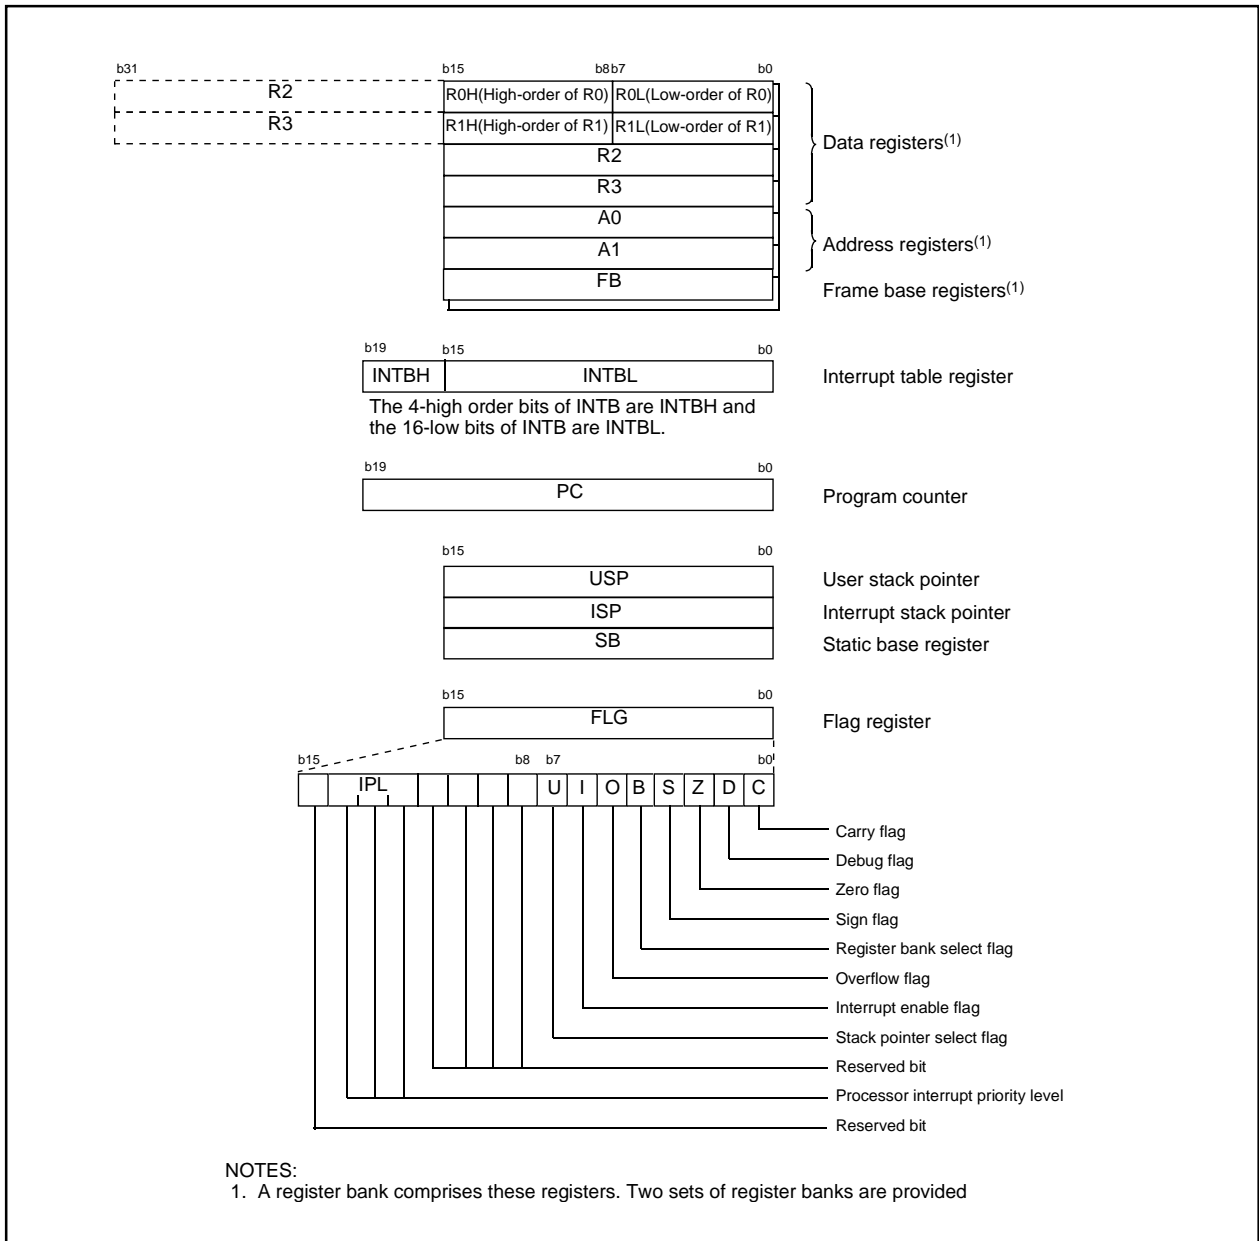 b31 b15 b8b7 b0
R2 R0H(High-order of R0) R0L(Low-order of R0)
R3 R1H(High-order of R1) R1L(Low-order of R1)
Data registers(1)
R2
R3
A0
A1
Address registers(1)
FB
Frame base registers(1)
b19 b15 b0
INTBH INTBL Interrupt table register
The 4-high order bits of INTB are INTBH and
the 16-low bits of INTB are INTBL.
b19 b0
PC Program counter
b15 b0
USP User stack pointer
ISP Interrupt stack pointer
SB Static base register
b15 b0
FLG Flag register
b15 b8 b7 b0
IPL U I O B S Z D C
Carry flag
Debug flag
Zero flag
Sign flag
Register bank select flag
Overflow flag
Interrupt enable flag
Stack pointer select flag
Reserved bit
Processor interrupt priority level
Reserved bit
NOTES:
1. A register bank comprises these registers. Two sets of register banks are provided